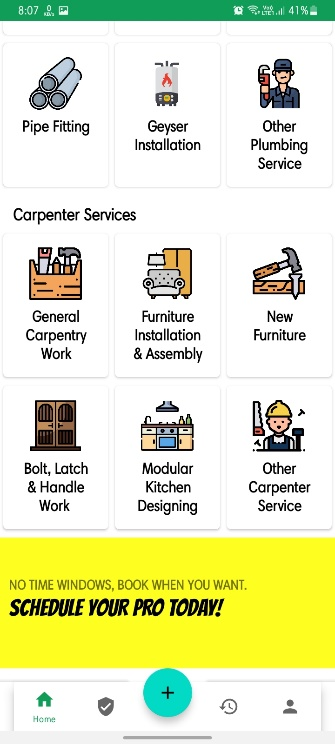 8:07 0 KB/s Vo) LTE1 41%
Pipe Fitting
Geyser
Installation
Other
Plumbing
Service
Carpenter Services
General
Carpentry
Work
Furniture
Installation
& Assembly
New
Furniture
Bolt, Latch
& Handle
Work
Modular
Kitchen
Designing
Other
Carpenter
Service
NO TIME WINDOWS, BOOK WHEN YOU WANT.
SCHEDULE YOUR PRO TODAY!
Home